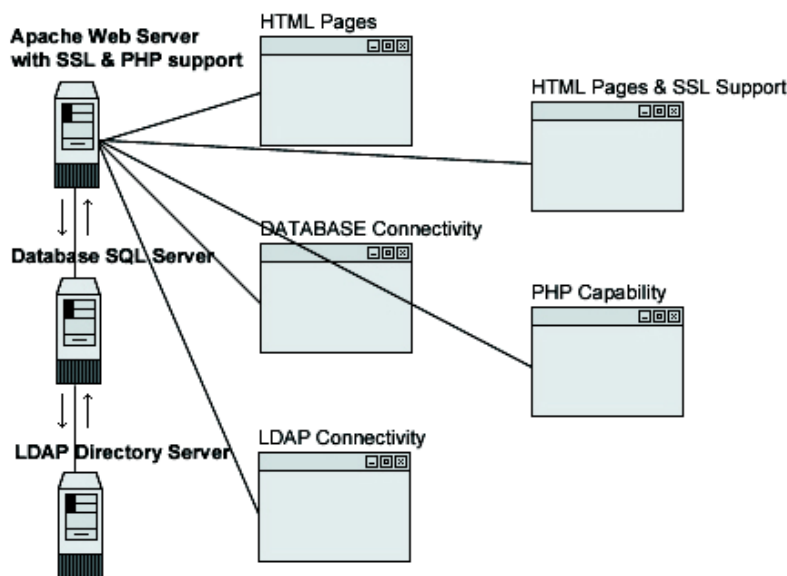 Apache Web Server
with SSL & PHP support
HTML Pages
HTML Pages & SSL Support
DATABASE Connectivity
Database SQL Server
PHP Capability
LDAP Connectivity
LDAP Directory Server